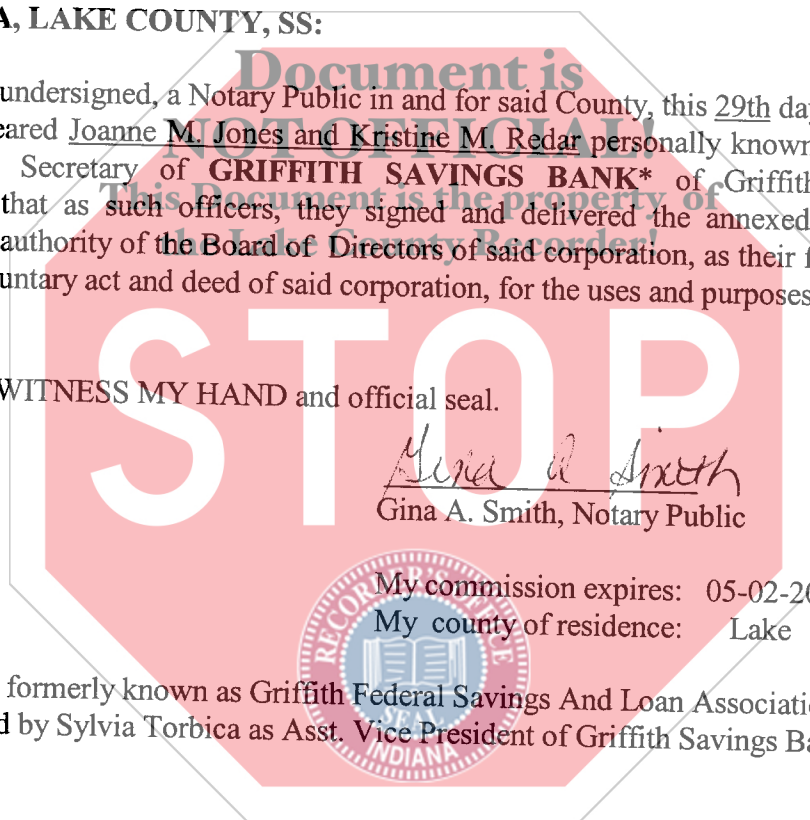 A, LAKE COUNTY, SS:
Document is
undersigned, a Notary Public in and for said County, this 29th da
eared Joanne M. Jones and Kristine M. Redar personally known
NOT OFFICIAL!
Secretary of GRIFFITH SAVINGS BANK* of Griffith
This Document is the property of
that as such officers, they signed and delivered the annexed
the Lake County Recorder!
authority of the Board of Directors of said corporation, as their f
untary act and deed of said corporation, for the uses and purposes
STOP
WITNESS MY HAND and official seal.
Gina A Smith
Gina A. Smith, Notary Public
My commission expires: 05-02-20
My county of residence: Lake
RECORDER'S OFFICE
SEAL
INDIANA
formerly known as Griffith Federal Savings And Loan Associati
d by Sylvia Torbica as Asst. Vice President of Griffith Savings Ba